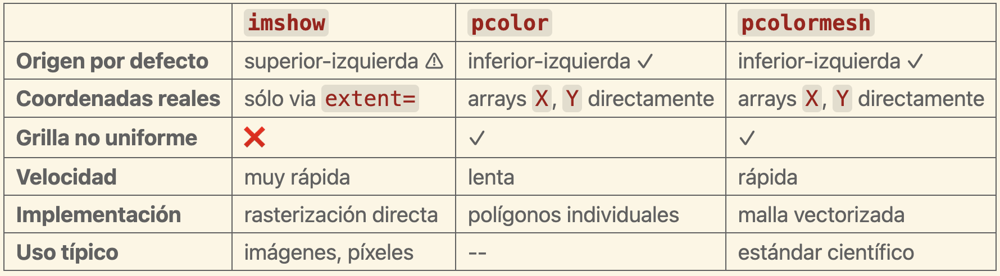 imshow pcolor pcolormesh
Origen por defecto superior-izquierda ⚠ inferior-izquierda ✓ inferior-izquierda ✓
Coordenadas reales sólo via extent= arrays X, Y directamente arrays X, Y directamente
Grilla no uniforme ❌ ✓ ✓
Velocidad muy rápida lenta rápida
Implementación rasterización directa polígonos individuales malla vectorizada
Uso típico imágenes, píxeles -- estándar científico